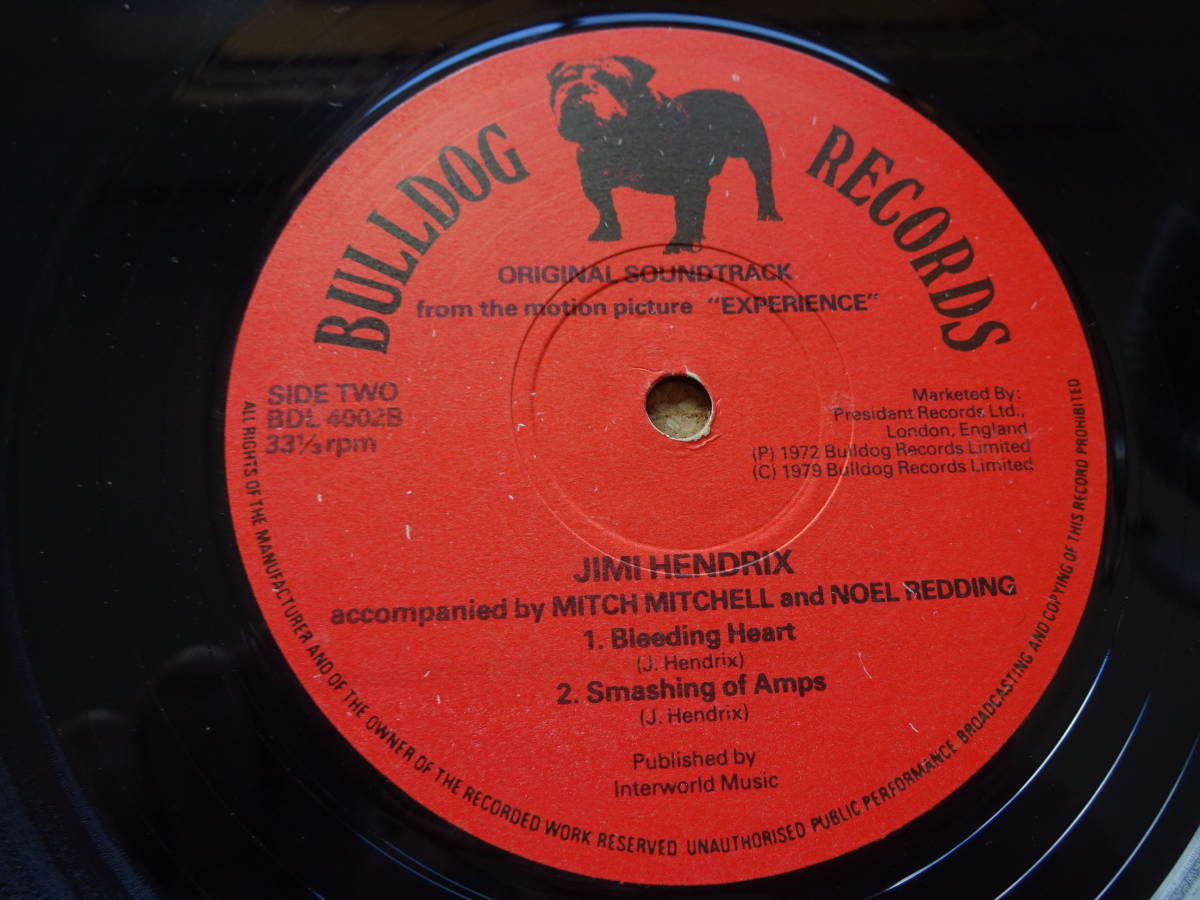 BULLDOG RECORDS
ORIGINAL SOUNDTRACK
from the motion picture "EXPERIENCE"
SIDE TWO
BDL 4002B
33⅓ rpm
Marketed By:
President Records Ltd.,
London, England
(P) 1972 Bulldog Records Limited
(C) 1979 Bulldog Records Limited
JIMI HENDRIX
accompanied by MITCH MITCHELL and NOEL REDDING
1. Bleeding Heart
(J. Hendrix)
2. Smashing of Amps
(J. Hendrix)
Published by
Interworld Music
ALL RIGHTS OF THE MANUFACTURER AND OF THE OWNER OF THE RECORDED WORK RESERVED UNAUTHORISED PUBLIC PERFORMANCE BROADCASTING AND COPYING OF THIS RECORD PROHIBITED